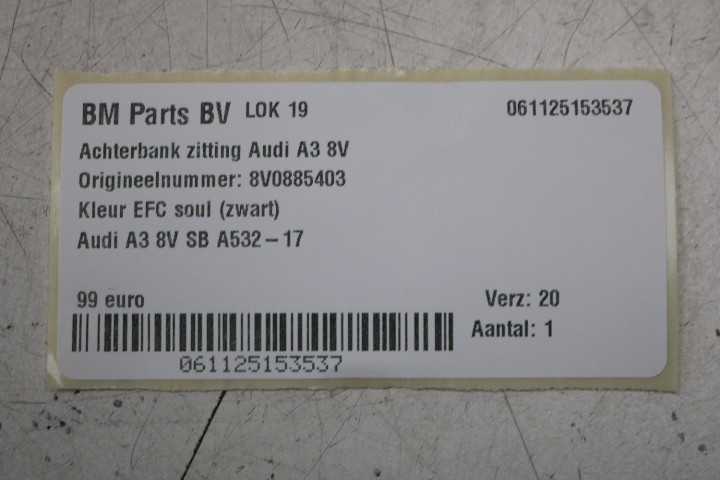 BM Parts BV LOK 19 061125153537
Achterbank zitting Audi A3 8V
Origineelnummer: 8V0885403
Kleur EFC soul (zwart)
Audi A3 8V SB A532-17
99 euro Verz: 20
Aantal: 1
061125153537